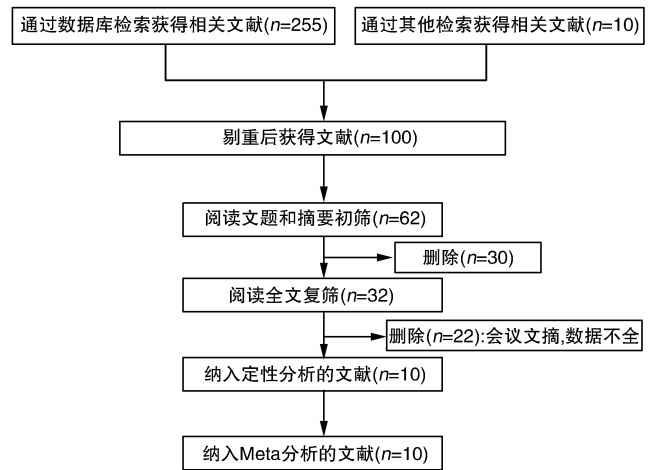 通过数据库检索获得相关文献(n=255)
通过其他检索获得相关文献(n=10)
剔重后获得文献(n=100)
阅读文题和摘要初筛(n=62)
删除(n=30)
阅读全文复筛(n=32)
删除(n=22):会议文摘,数据不全
纳入定性分析的文献(n=10)
纳入Meta分析的文献(n=10)